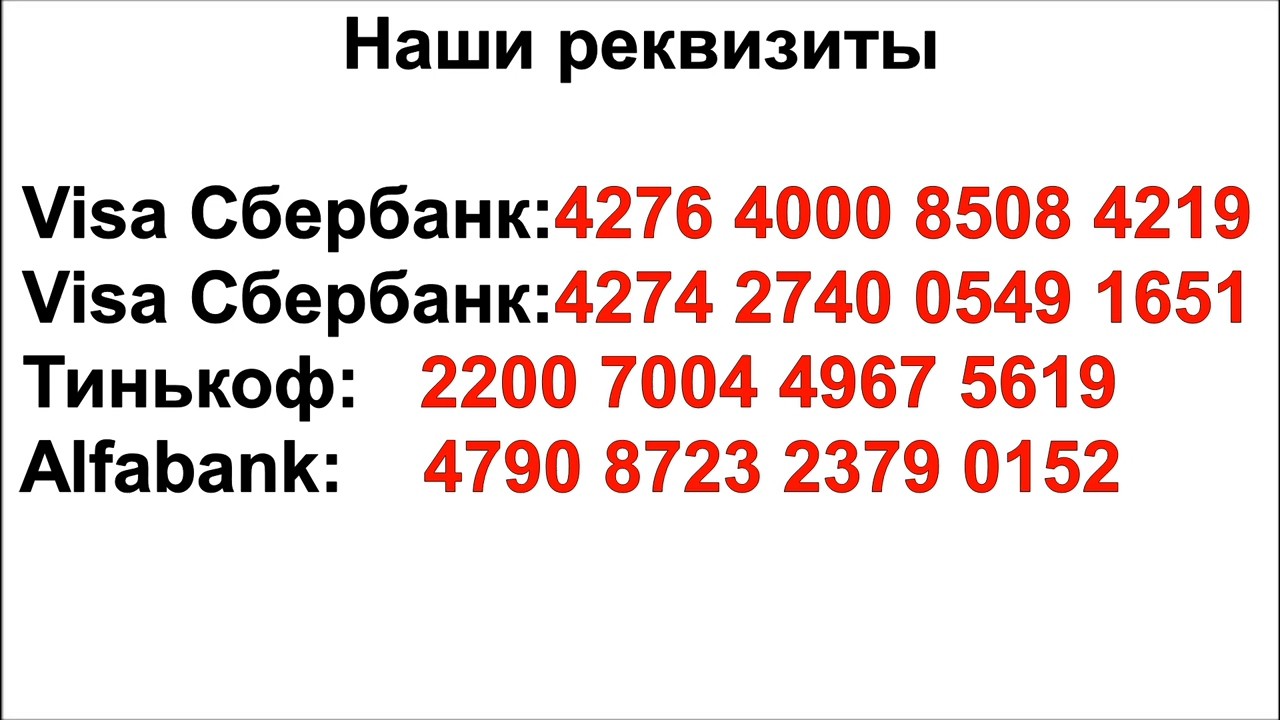 Наши реквизиты
Visa Сбербанк:4276 4000 8508 4219
Visa Сбербанк:4274 2740 0549 1651
Тинькоф: 2200 7004 4967 5619
Alfabank: 4790 8723 2379 0152